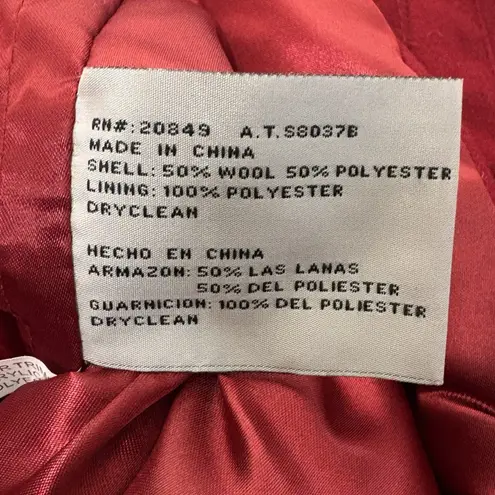 RN#: 20849 A.T. S8037B
MADE IN CHINA
SHELL: 50% WOOL 50% POLYESTER
LINING: 100% POLYESTER
DRYCLEAN
HECHO EN CHINA
ARMAZON: 50% LAS LANAS
50% DEL POLIESTER
GUARNICION: 100% DEL POLIESTER
DRYCLEAN